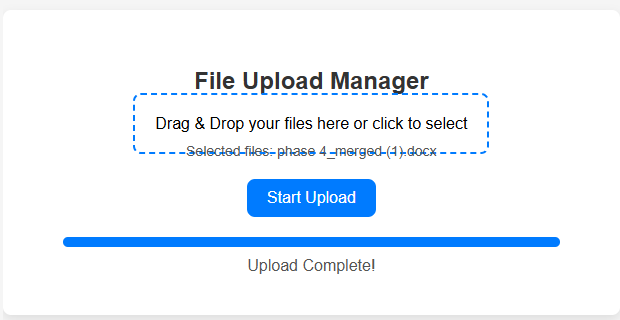 File Upload Manager
Drag & Drop your files here or click to select
Selected files: phase 4_merged (1).docx
Start Upload
Upload Complete!